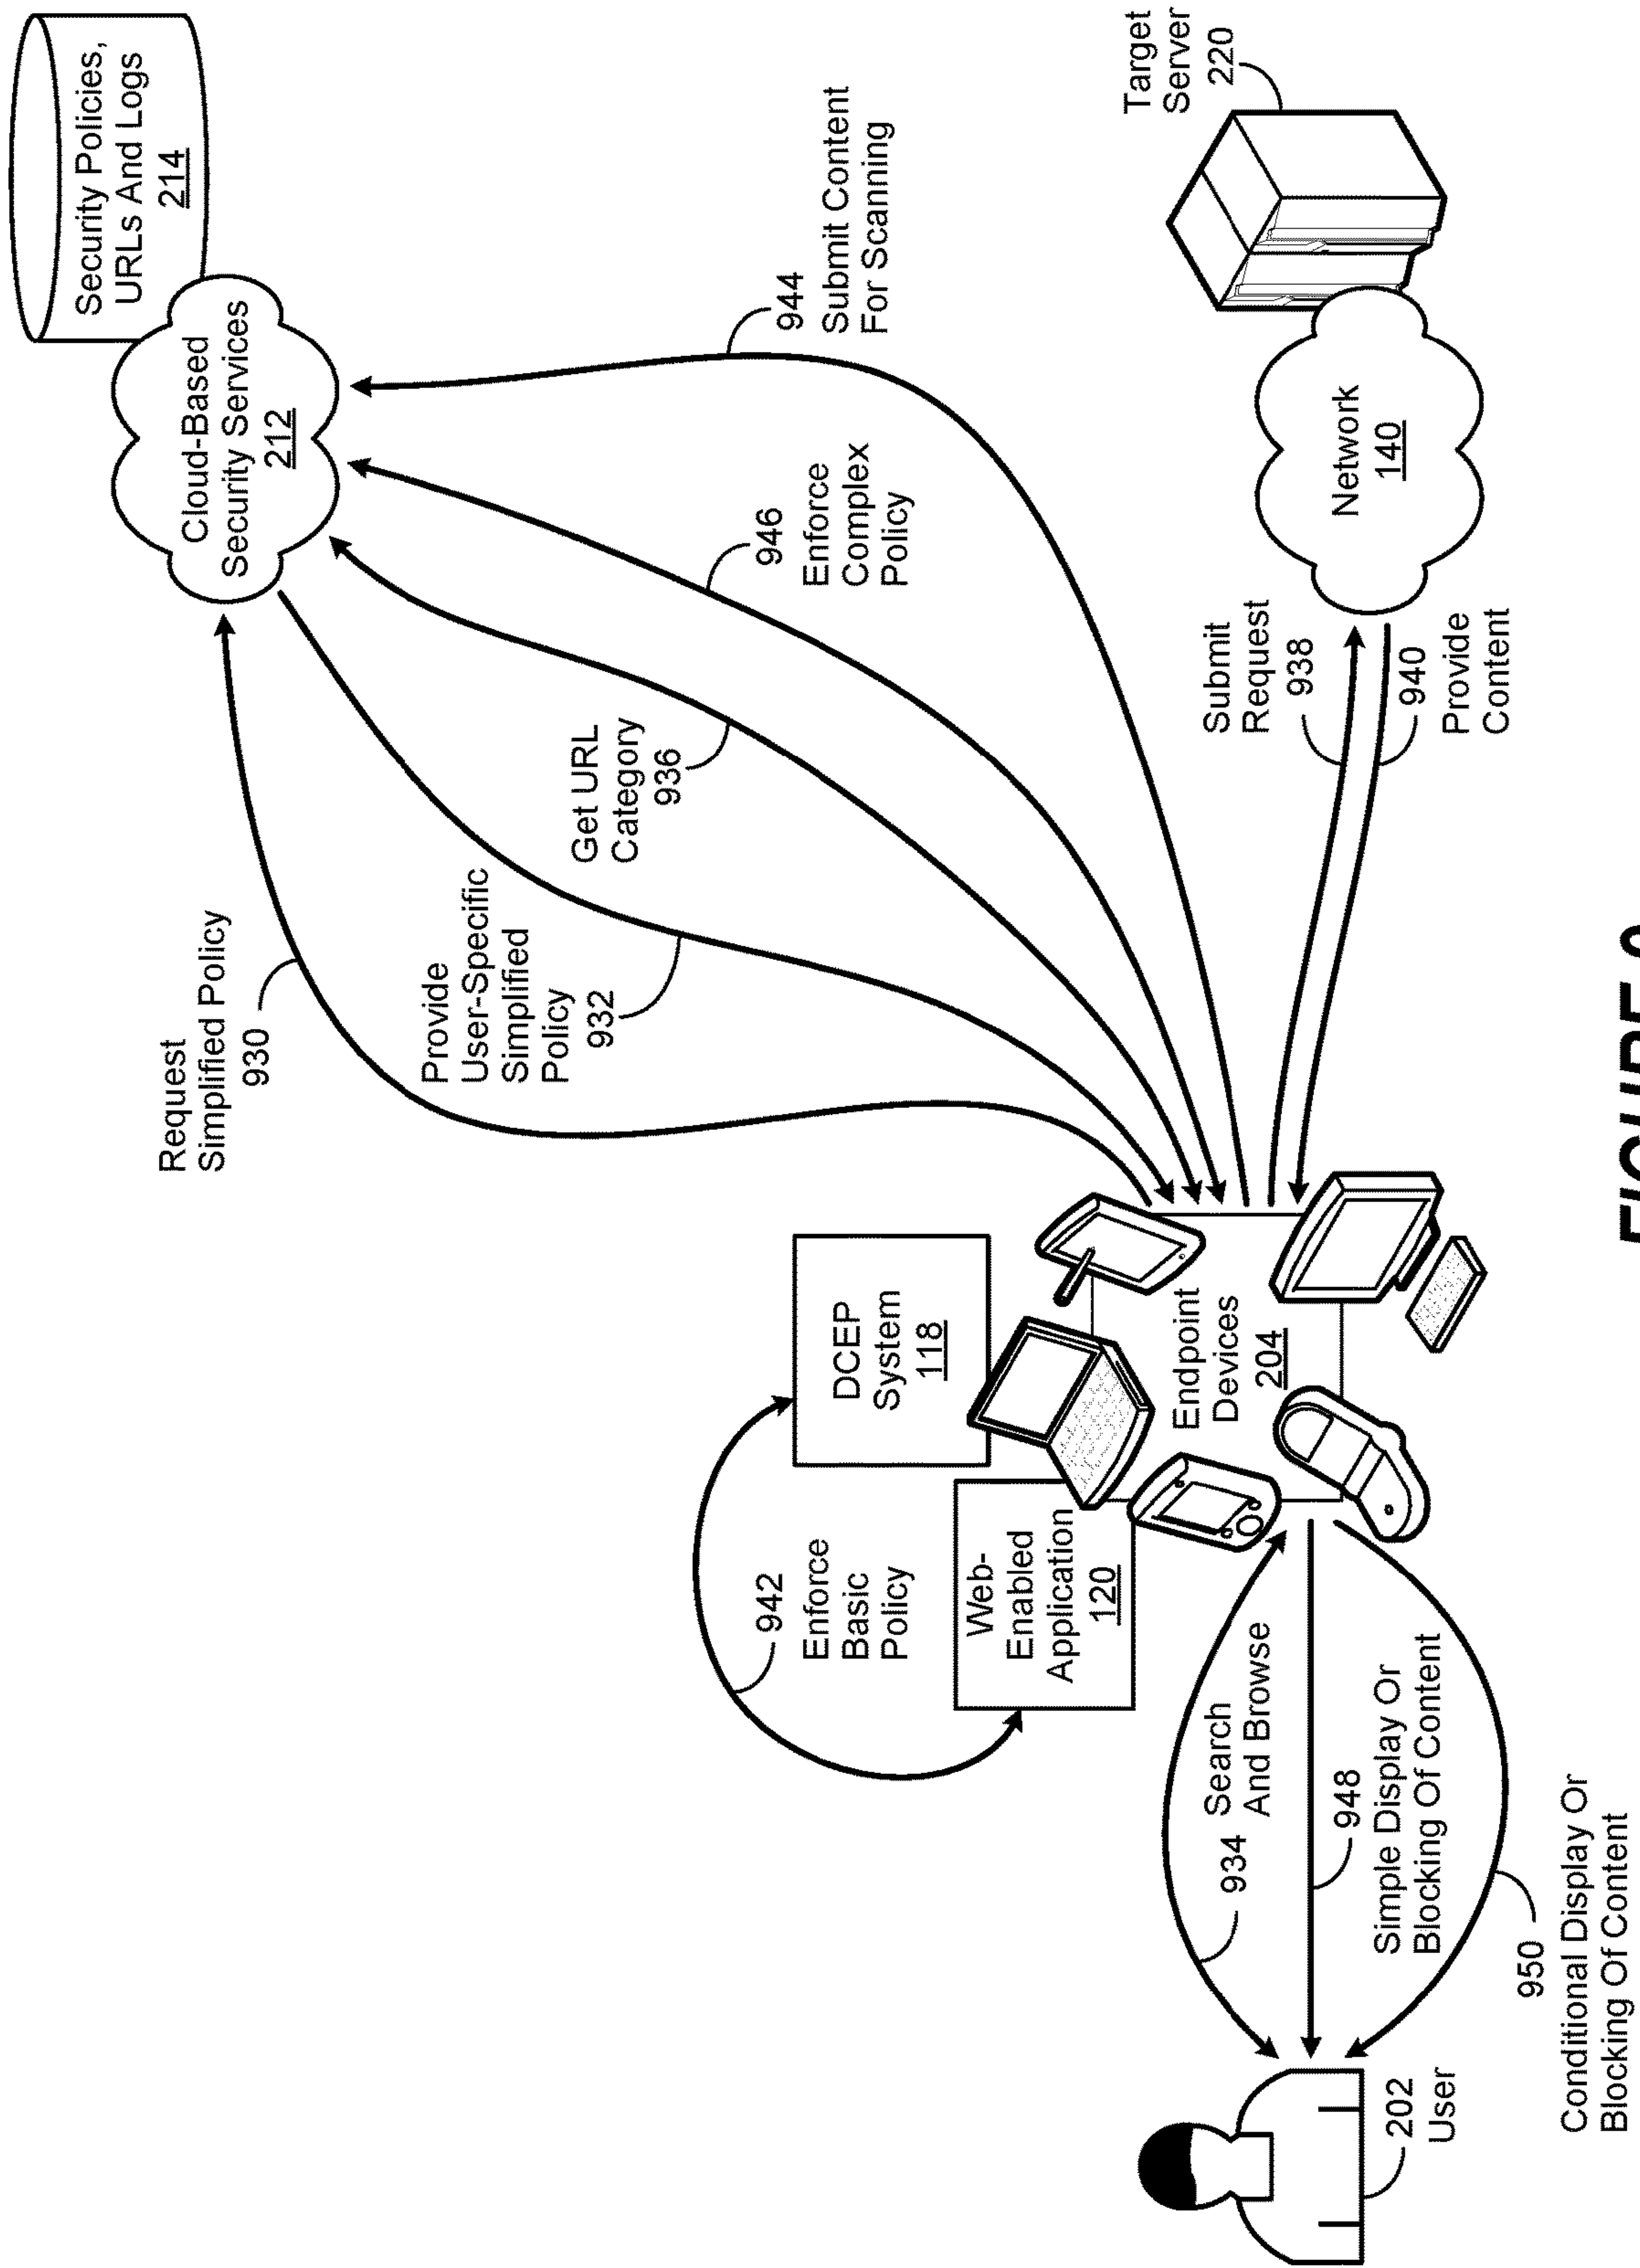 Security Policies,
URLs And Logs
214
Cloud-Based
Security Services
212
Request
Simplified Policy
930
Provide
User-Specific
Simplified
Policy
932
Get URL
Category
936
946
Enforce
Complex
Policy
944
Submit Content
For Scanning
DCEP
System
118
942
Enforce
Basic
Policy
Web-
Enabled
Application
120
Endpoint
Devices
204
Submit
Request
938
940
Provide
Content
Network
140
Target
Server
220
934
Search
And Browse
948
Simple Display Or
Blocking Of Content
950
Conditional Display Or
Blocking Of Content
202
User